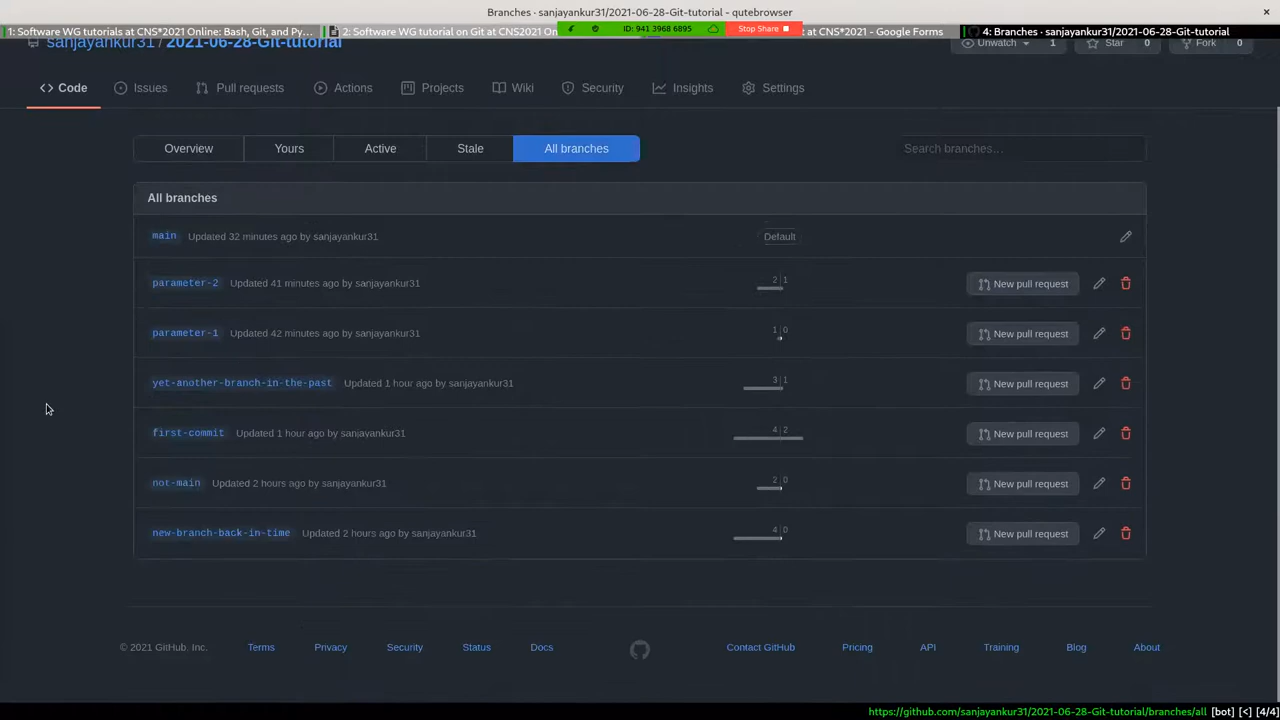 Branches · sanjayankur31/2021-06-28-Git-tutorial - qutebrowser
1: Software WG tutorials at CNS*2021 Online: Bash, Git, and Py…
2: Software WG tutorial on Git at CNS2021 On
ID: 941 3968 6895
Stop Share
at CNS*2021 - Google Forms
4: Branches · sanjayankur31/2021-06-28-Git-tutorial
sanjayankur31 / 2021-06-28-Git-tutorial
Unwatch 1
Star 0
Fork 0
Code
Issues
Pull requests
Actions
Projects
Wiki
Security
Insights
Settings
Overview
Yours
Active
Stale
All branches
Search branches...
All branches
main Updated 32 minutes ago by sanjayankur31 Default
parameter-2 Updated 41 minutes ago by sanjayankur31 2 | 1 New pull request
parameter-1 Updated 42 minutes ago by sanjayankur31 1 | 0 New pull request
yet-another-branch-in-the-past Updated 1 hour ago by sanjayankur31 3 | 1 New pull request
first-commit Updated 1 hour ago by sanjayankur31 4 | 2 New pull request
not-main Updated 2 hours ago by sanjayankur31 2 | 0 New pull request
new-branch-back-in-time Updated 2 hours ago by sanjayankur31 4 | 0 New pull request
© 2021 GitHub, Inc.
Terms
Privacy
Security
Status
Docs
Contact GitHub
Pricing
API
Training
Blog
About
https://github.com/sanjayankur31/2021-06-28-Git-tutorial/branches/all [bot] [<] [4/4]